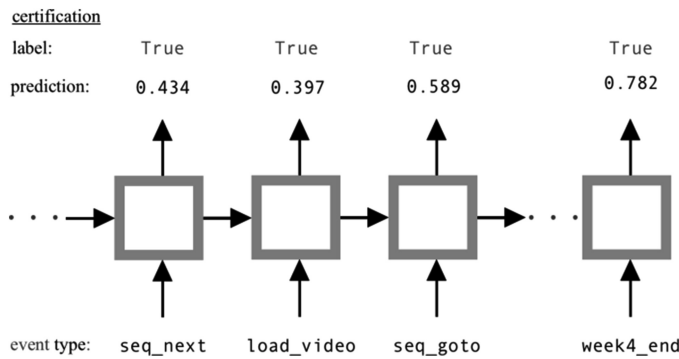 certification
label: True True True True
prediction: 0.434 0.397 0.589 0.782
event type: seq_next load_video seq_goto week4_end